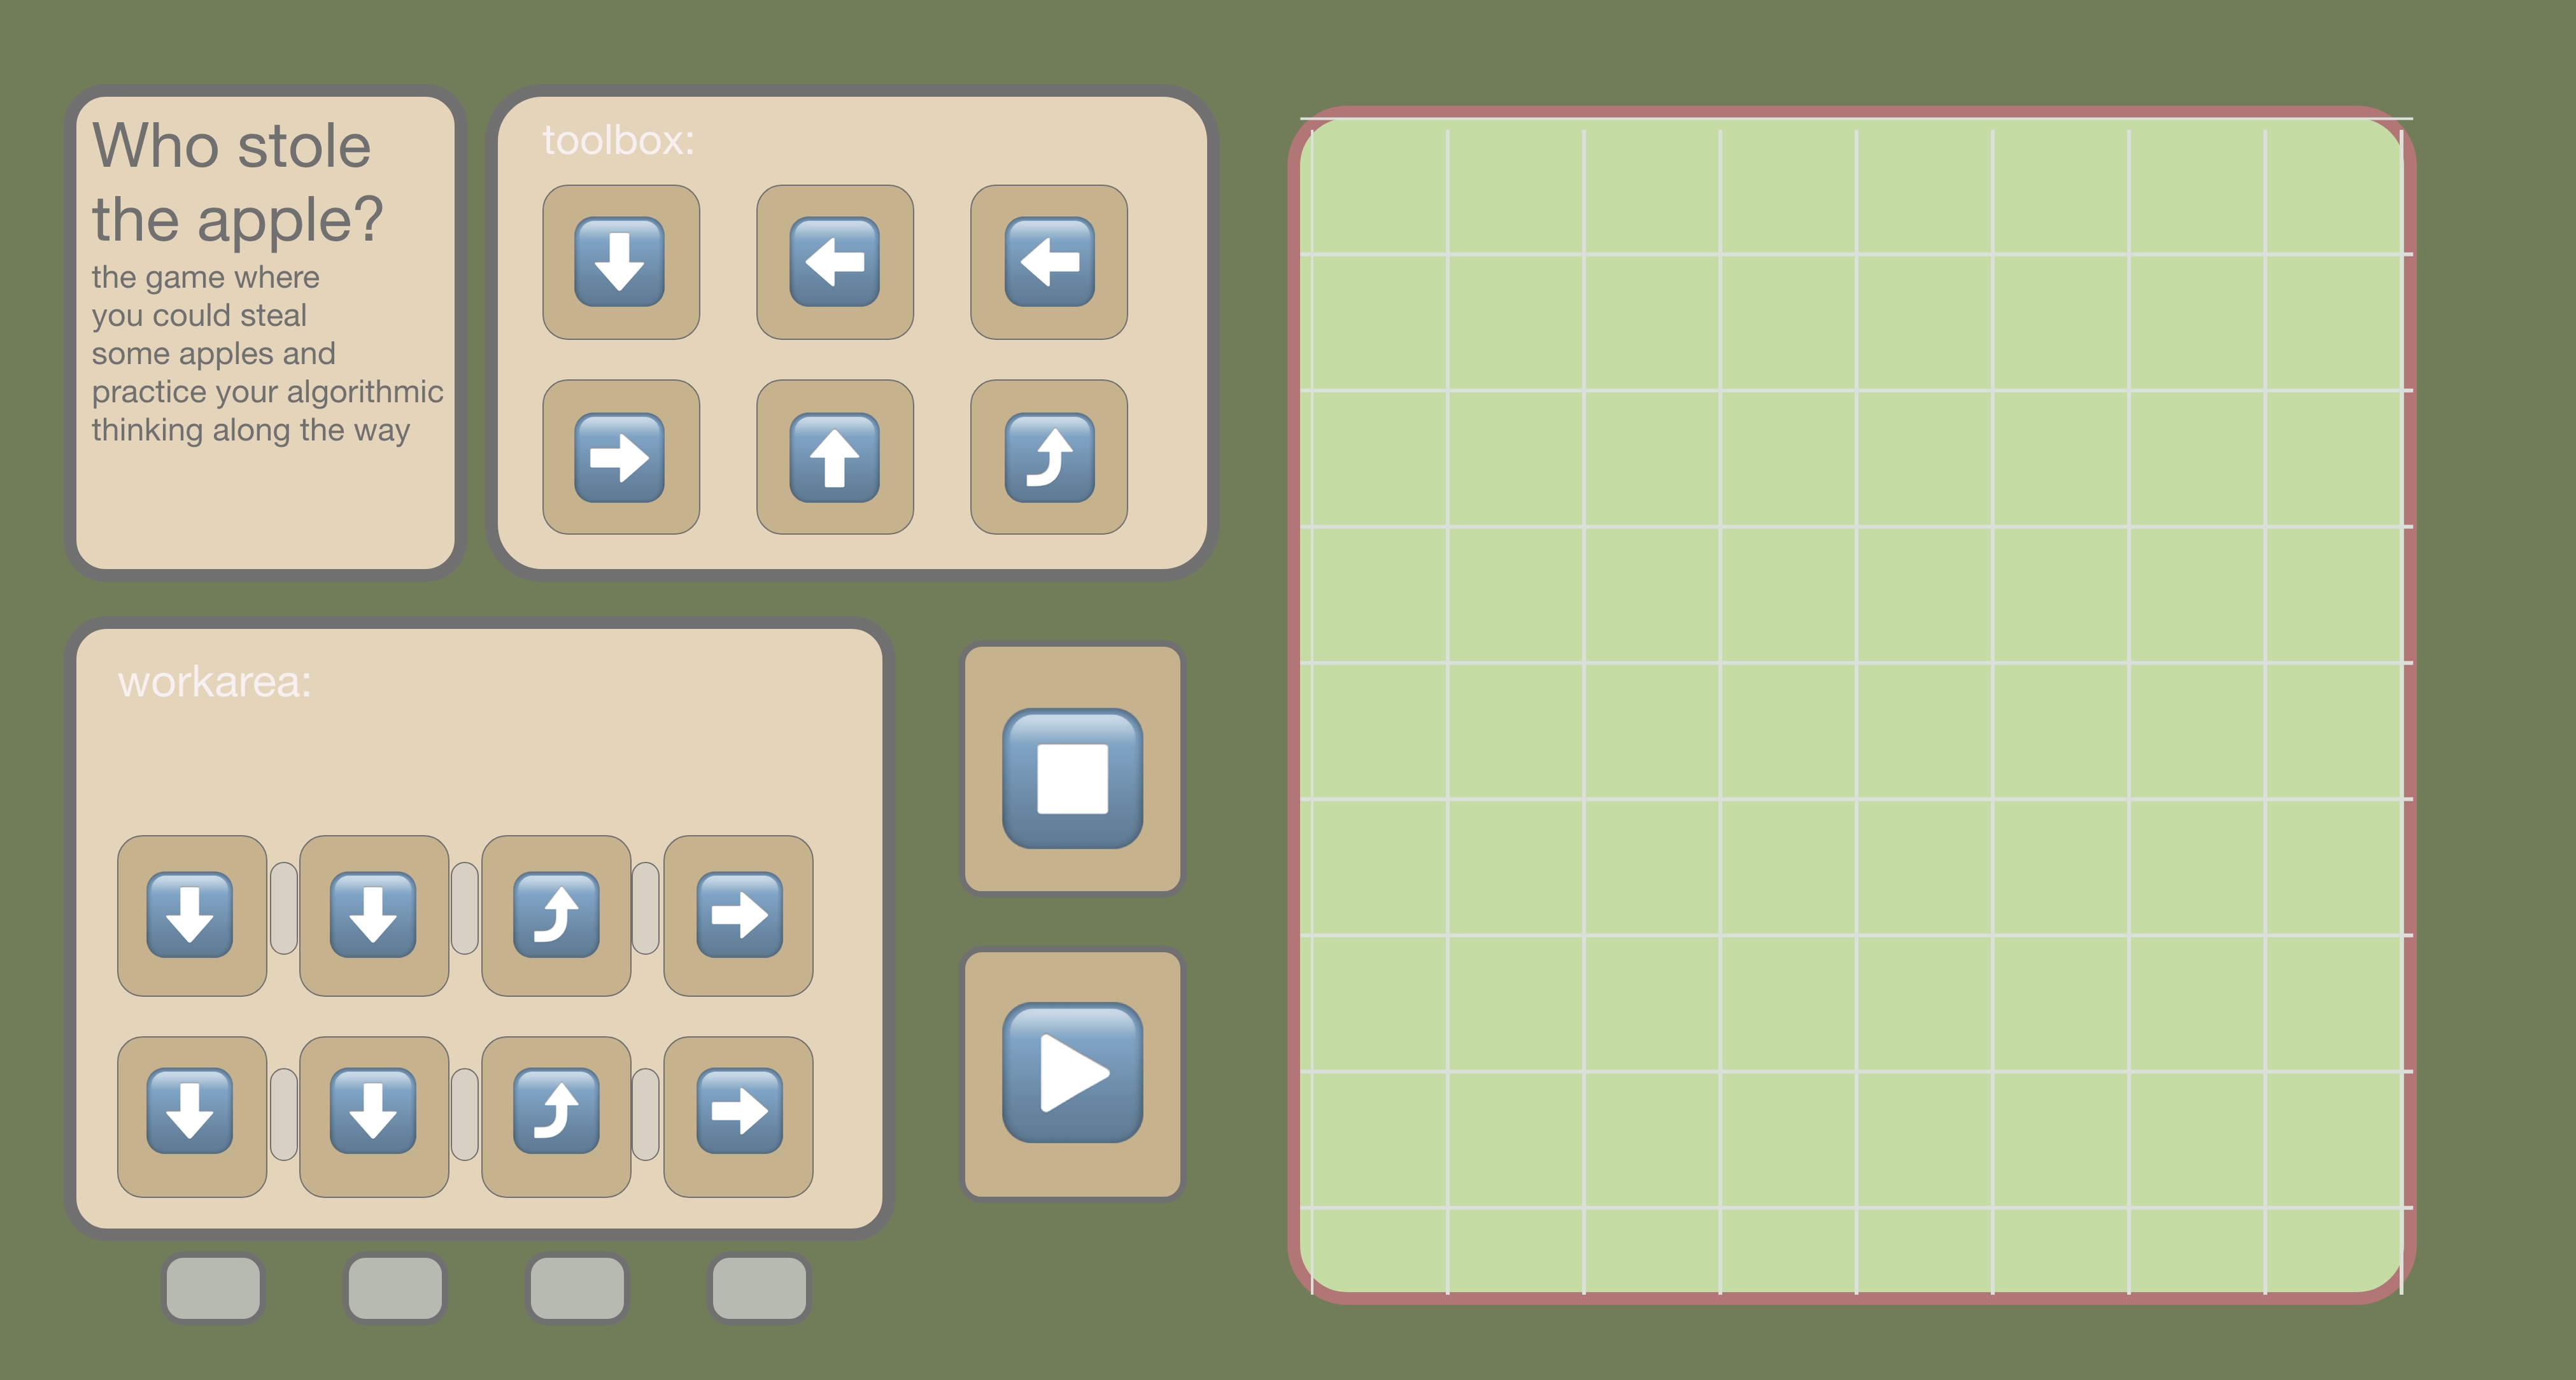 Who stole
the apple?
the game where
you could steal
some apples and
practice your algorithmic
thinking along the way
toolbox:
workarea: